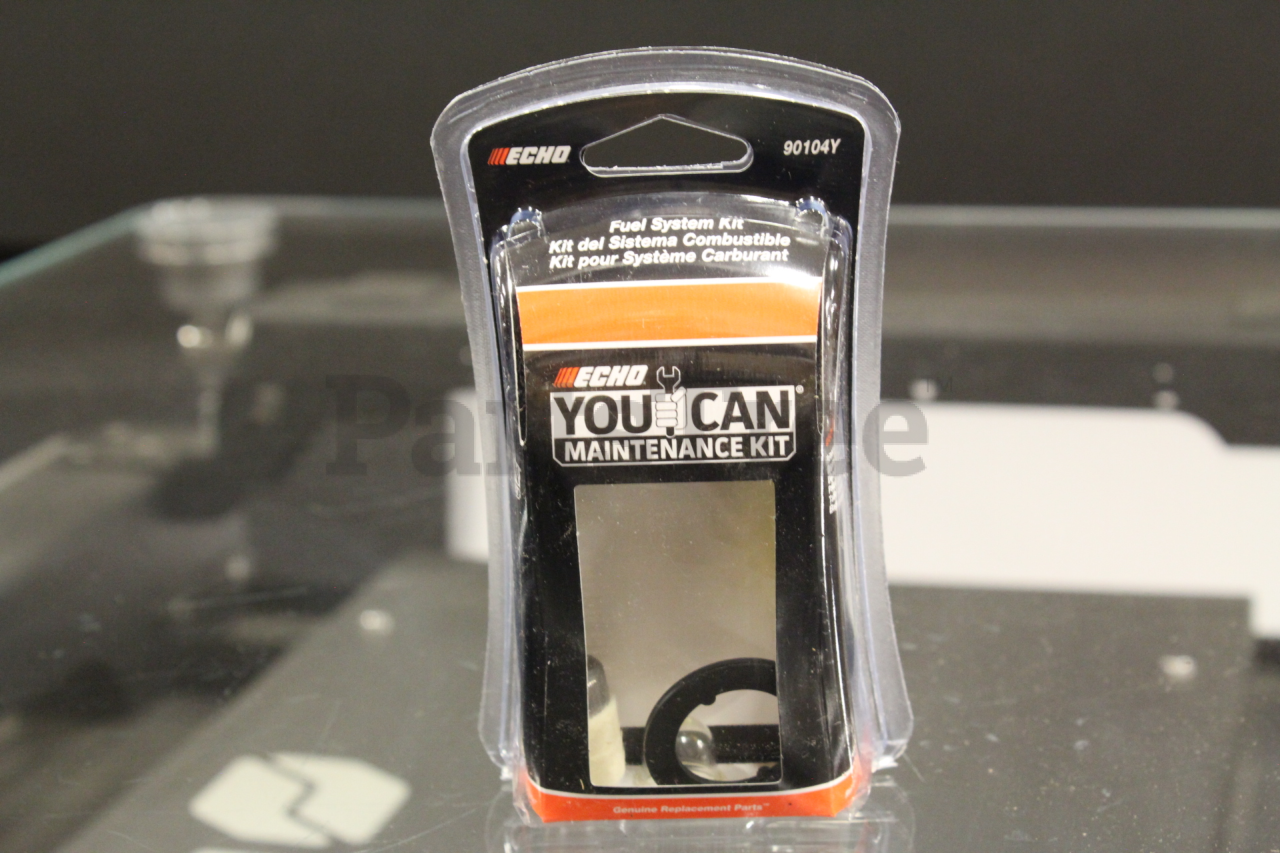 ECHO
90104Y
Fuel System Kit
Kit del Sistema Combustible
Kit pour Système Carburant
ECHO
YOU CAN®
MAINTENANCE KIT
Genuine Replacement Parts™